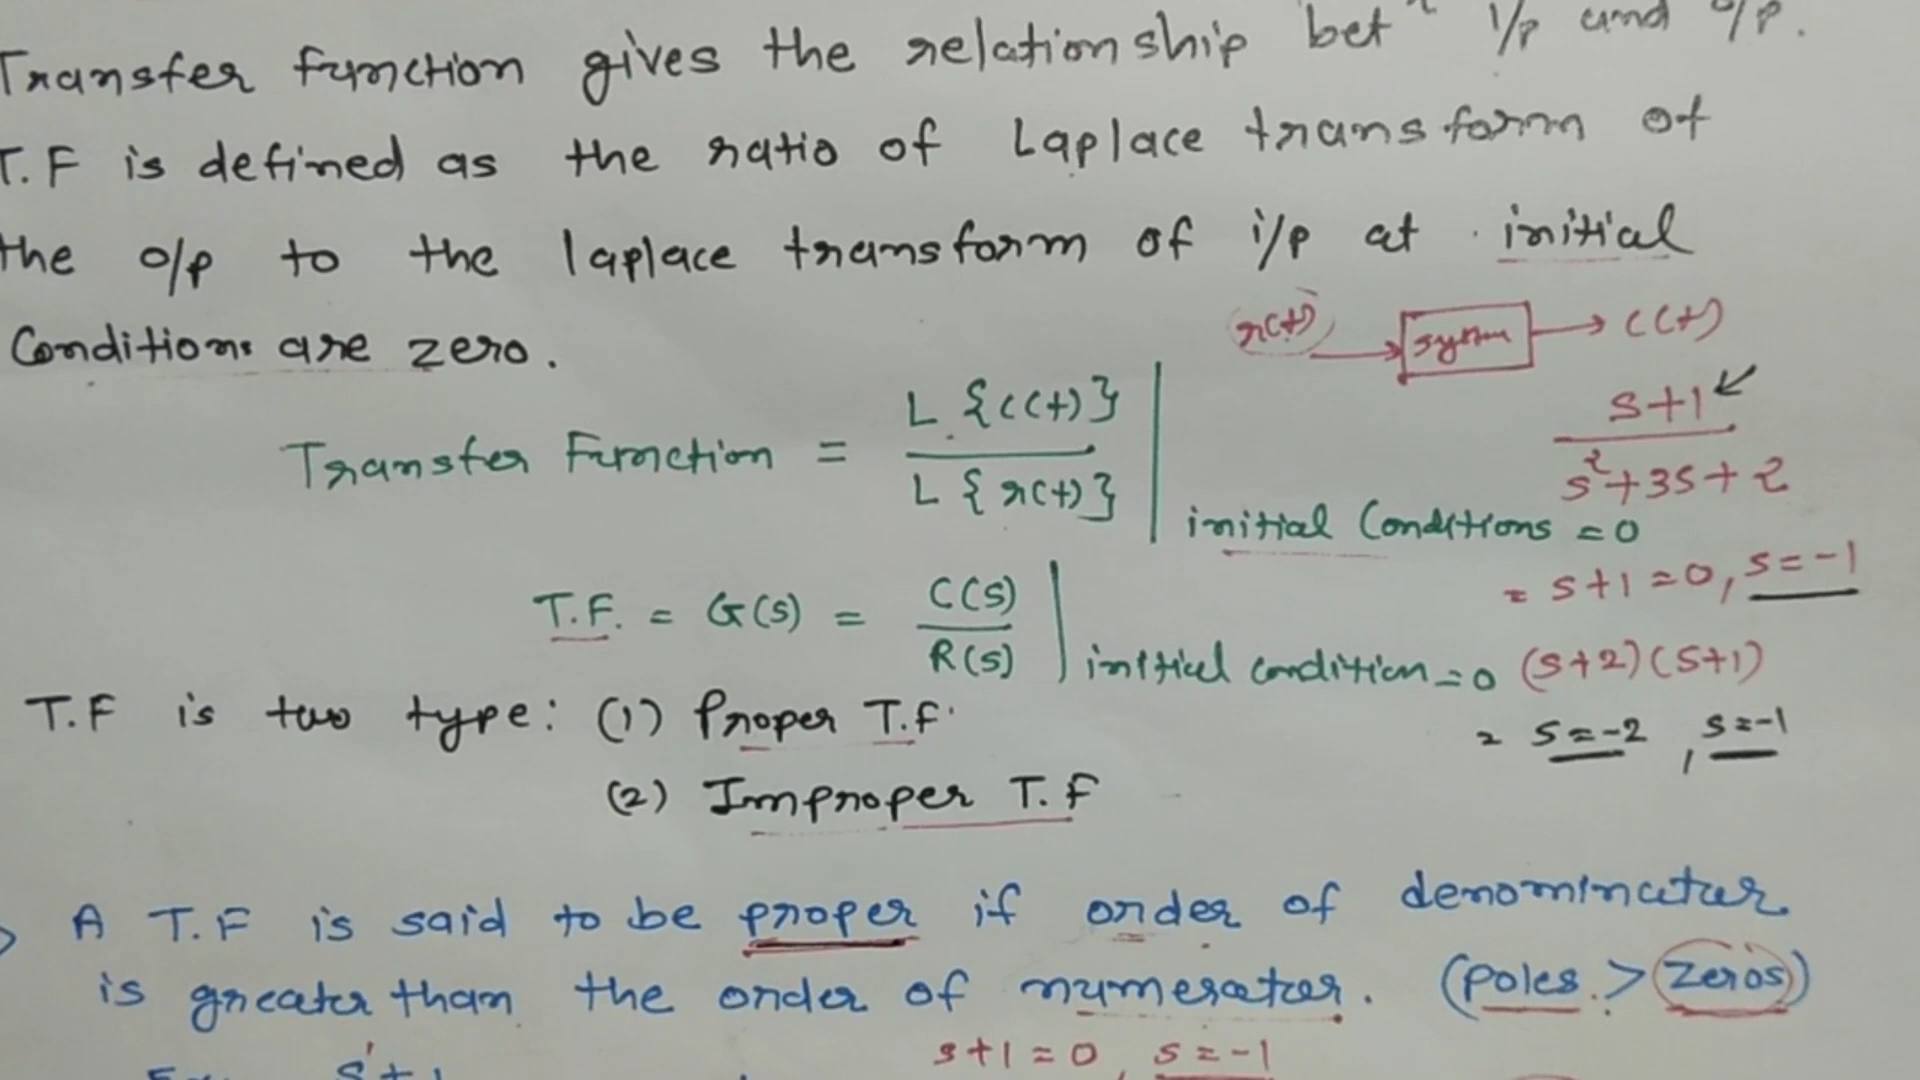 Transfer function gives the relationship betn i/p and o/p.
T.F is defined as the ratio of Laplace transform of
the o/p to the laplace transform of i/p at initial
Conditions are zero.
r(t) → system → c(t)
Transfer Function = L {c(t)} / L {r(t)} | initial Conditions = 0
s+1 / s²+3s+2
= s+1=0, s=-1
T.F. = G(s) = C(s) / R(s) | initial condition = 0
(s+2)(s+1)
= s=-2, s=-1
T.F is two type: (1) Proper T.F.
(2) Improper T.F
A T.F is said to be proper if order of denominator
is greater than the order of numerator. (poles > zeros)
s+1=0, s=-1